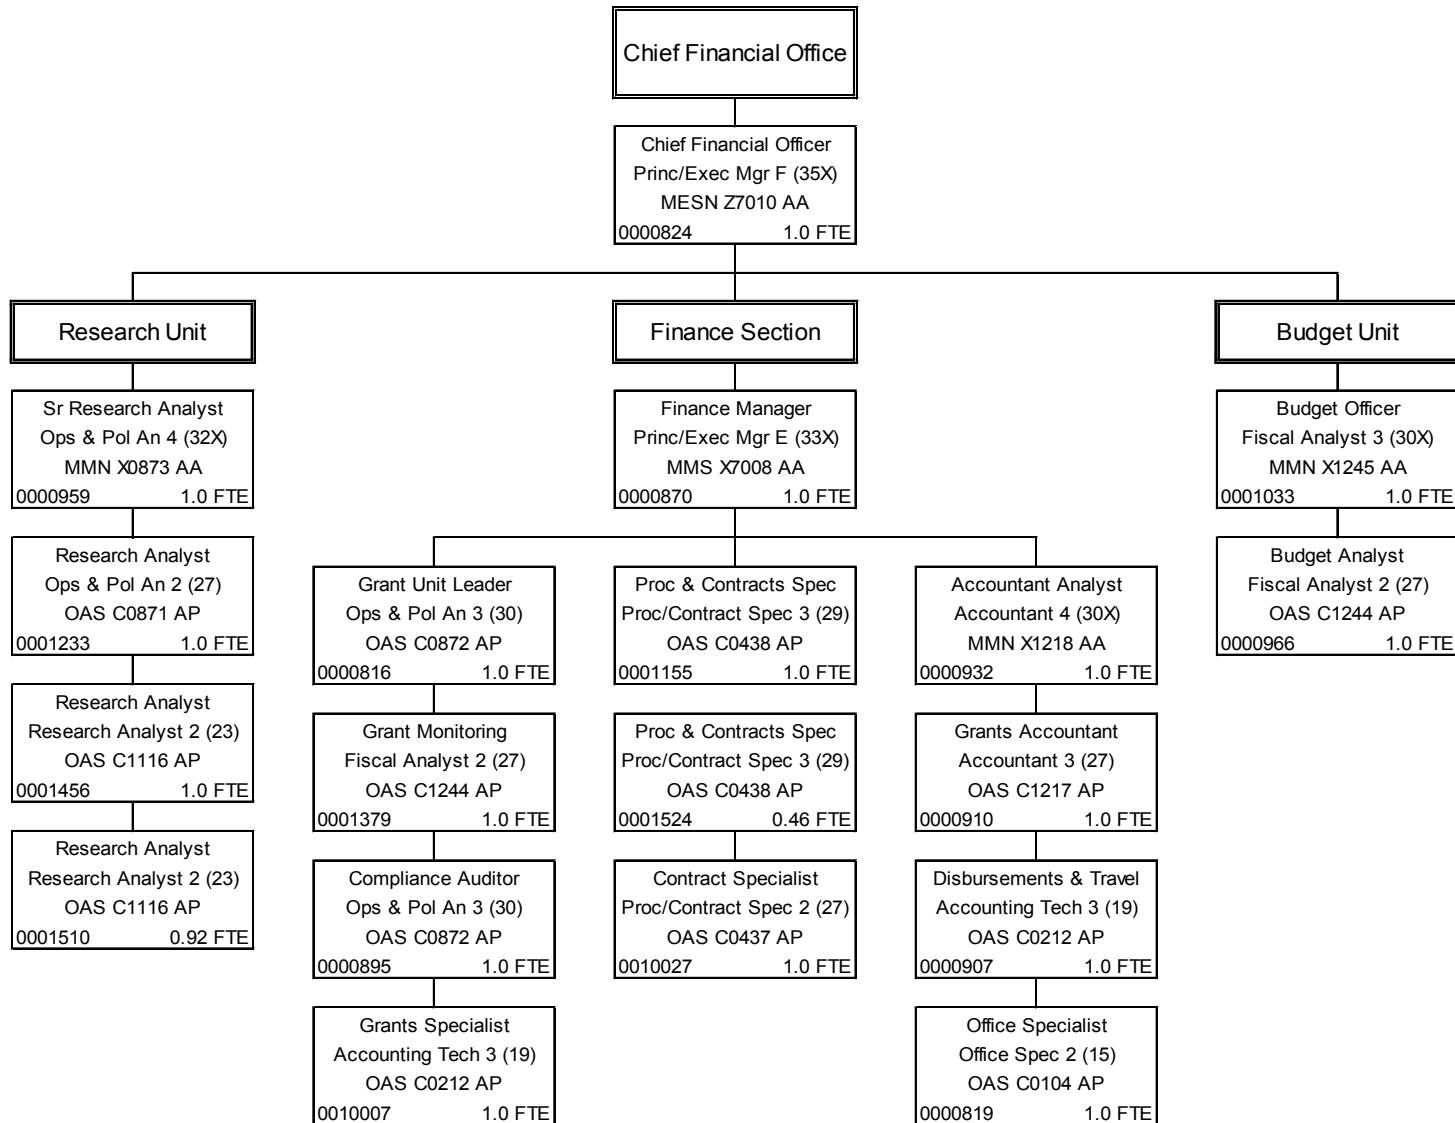 Chief Financial Office
Chief Financial Officer
Princ/Exec Mgr F (35X)
MESN Z7010 AA
0000824 1.0 FTE
Research Unit
Sr Research Analyst
Ops & Pol An 4 (32X)
MMN X0873 AA
0000959 1.0 FTE
Research Analyst
Ops & Pol An 2 (27)
OAS C0871 AP
0001233 1.0 FTE
Research Analyst
Research Analyst 2 (23)
OAS C1116 AP
0001456 1.0 FTE
Research Analyst
Research Analyst 2 (23)
OAS C1116 AP
0001510 0.92 FTE
Finance Section
Finance Manager
Princ/Exec Mgr E (33X)
MMS X7008 AA
0000870 1.0 FTE
Grant Unit Leader
Ops & Pol An 3 (30)
OAS C0872 AP
0000816 1.0 FTE
Grant Monitoring
Fiscal Analyst 2 (27)
OAS C1244 AP
0001379 1.0 FTE
Compliance Auditor
Ops & Pol An 3 (30)
OAS C0872 AP
0000895 1.0 FTE
Grants Specialist
Accounting Tech 3 (19)
OAS C0212 AP
0010007 1.0 FTE
Proc & Contracts Spec
Proc/Contract Spec 3 (29)
OAS C0438 AP
0001155 1.0 FTE
Proc & Contracts Spec
Proc/Contract Spec 3 (29)
OAS C0438 AP
0001524 0.46 FTE
Contract Specialist
Proc/Contract Spec 2 (27)
OAS C0437 AP
0010027 1.0 FTE
Accountant Analyst
Accountant 4 (30X)
MMN X1218 AA
0000932 1.0 FTE
Grants Accountant
Accountant 3 (27)
OAS C1217 AP
0000910 1.0 FTE
Disbursements & Travel
Accounting Tech 3 (19)
OAS C0212 AP
0000907 1.0 FTE
Office Specialist
Office Spec 2 (15)
OAS C0104 AP
0000819 1.0 FTE
Budget Unit
Budget Officer
Fiscal Analyst 3 (30X)
MMN X1245 AA
0001033 1.0 FTE
Budget Analyst
Fiscal Analyst 2 (27)
OAS C1244 AP
0000966 1.0 FTE